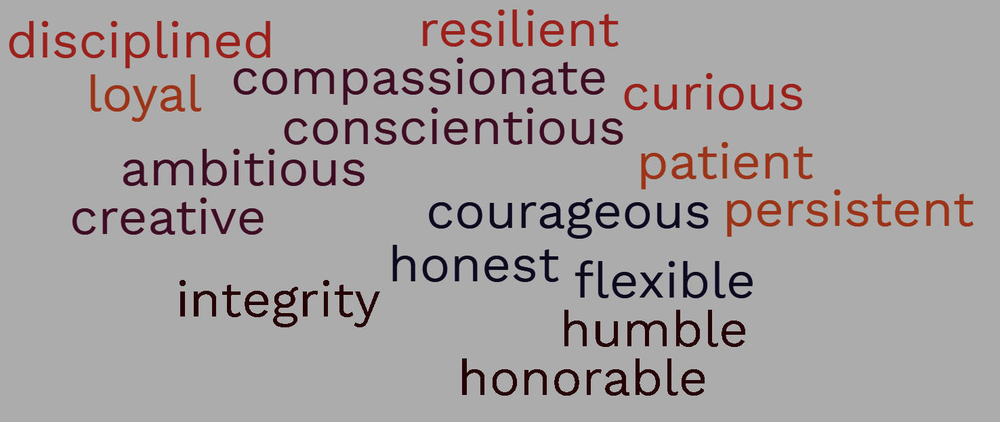 disciplined
resilient
loyal
compassionate
curious
conscientious
ambitious
patient
creative
courageous
persistent
honest
flexible
integrity
humble
honorable